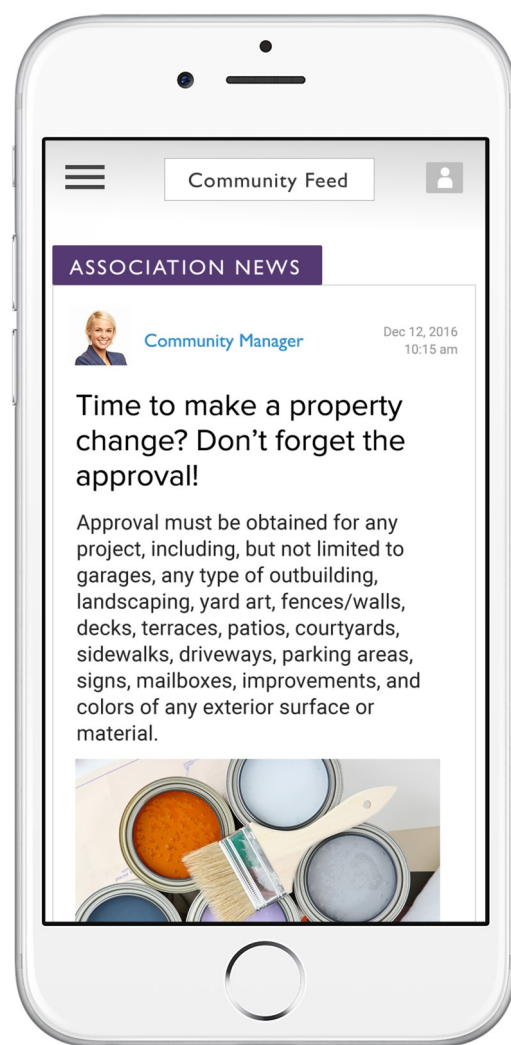 Community Feed
ASSOCIATION NEWS
Community Manager
Dec 12, 2016
10:15 am
Time to make a property
change? Don't forget the
approval!
Approval must be obtained for any
project, including, but not limited to
garages, any type of outbuilding,
landscaping, yard art, fences/walls,
decks, terraces, patios, courtyards,
sidewalks, driveways, parking areas,
signs, mailboxes, improvements, and
colors of any exterior surface or
material.